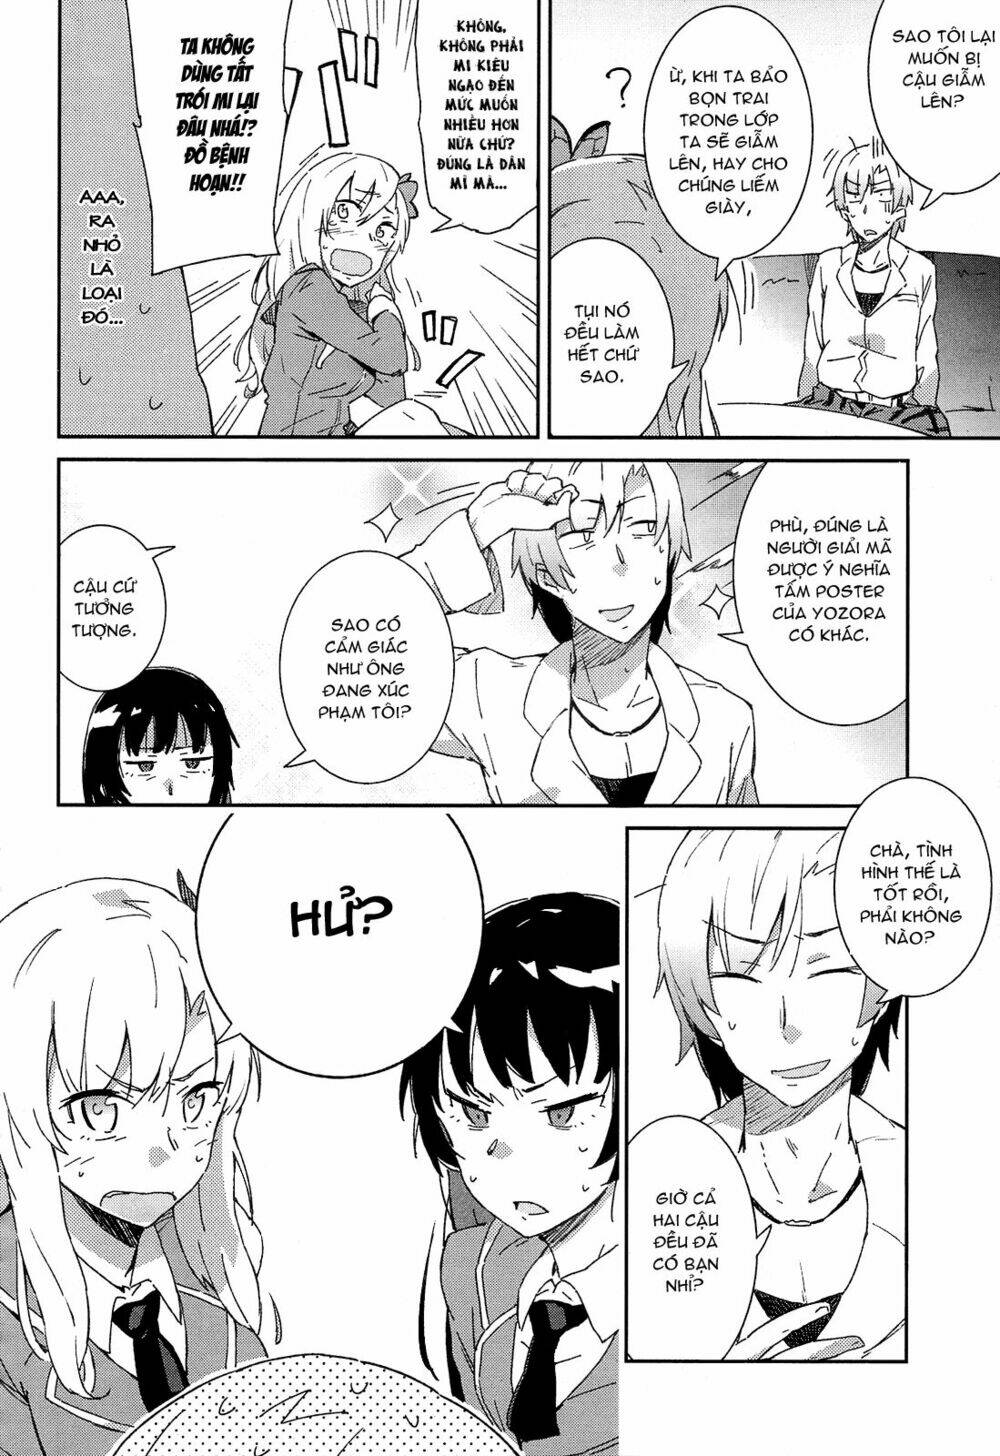 SAO TÔI LẠI
MUỐN BỊ
CẬU GIẪM
LÊN?
Ừ, KHI TA BẢO
BỌN TRAI
TRONG LỚP
TA SẼ GIẪM
LÊN, HAY CHO
CHÚNG LIẾM
GIÀY,
?
TỤI NÓ
ĐỀU LÀM
HẾT CHỨ
SAO.
KHÔNG,
KHÔNG PHẢI
MI KIÊU
NGẠO ĐẾN
MỨC MUỐN
NHIỀU HƠN
NỮA CHỨ?
ĐÚNG LÀ DÂN
M MÀ...
TA KHÔNG
DÙNG TẤT
TRÓI MI LẠI
ĐÂU NHÁ!?
ĐỒ BỆNH
HOẠN!!
AAA,
RA
NHỎ
LÀ
LOẠI
ĐÓ...
PHÙ, ĐÚNG LÀ
NGƯỜI GIẢI MÃ
ĐƯỢC Ý NGHĨA
TẤM POSTER
CỦA YOZORA
CÓ KHÁC.
SAO CÓ
CẢM GIÁC
NHƯ ÔNG
ĐANG XÚC
PHẠM TÔI?
CẬU CỨ
TƯỞNG
TƯỢNG.
CHÀ, TÌNH
HÌNH THẾ LÀ
TỐT RỒI,
PHẢI KHÔNG
NÀO?
GIỜ CẢ
HAI CẬU
ĐỀU ĐÃ
CÓ BẠN
NHỈ?
HỬ?